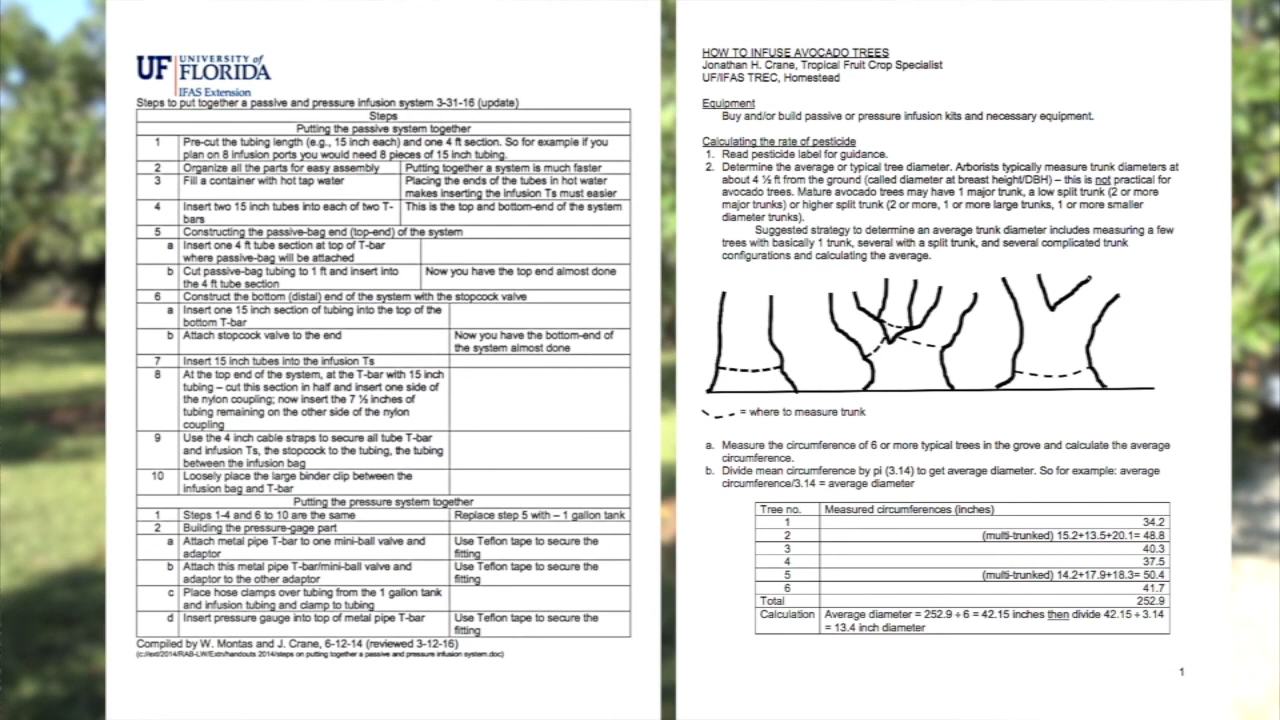 UF UNIVERSITY of
FLORIDA
IFAS Extension
Steps to put together a passive and pressure infusion system 3-31-16 (update)
Steps
Putting the passive system together
1 Pre-cut the tubing length (e.g., 15 inch each) and one 4 ft section. So for example if you
plan on 8 infusion ports you would need 8 pieces of 15 inch tubing.
2 Organize all the parts for easy assembly Putting together a system is much faster
3 Fill a container with hot tap water Placing the ends of the tubes in hot water
makes inserting the infusion Ts must easier
4 Insert two 15 inch tubes into each of two T- This is the top and bottom-end of the system
bars
5 Constructing the passive-bag end (top-end) of the system
a Insert one 4 ft tube section at top of T-bar
where passive-bag will be attached
b Cut passive-bag tubing to 1 ft and insert into Now you have the top end almost done
the 4 ft tube section
6 Construct the bottom (distal) end of the system with the stopcock valve
a Insert one 15 inch section of tubing into the top of the
bottom T-bar
b Attach stopcock valve to the end Now you have the bottom-end of
the system almost done
7 Insert 15 inch tubes into the infusion Ts
8 At the top end of the system, at the T-bar with 15 inch
tubing – cut this section in half and insert one side of
the nylon coupling; now insert the 7 ½ inches of
tubing remaining on the other side of the nylon
coupling
9 Use the 4 inch cable straps to secure all tube T-bar
and infusion Ts, the stopcock to the tubing, the tubing
between the infusion bag
10 Loosely place the large binder clip between the
infusion bag and T-bar
Putting the pressure system together
1 Steps 1-4 and 6 to 10 are the same Replace step 5 with – 1 gallon tank
2 Building the pressure-gage part
a Attach metal pipe T-bar to one mini-ball valve and Use Teflon tape to secure the
adaptor fitting
b Attach this metal pipe T-bar/mini-ball valve and Use Teflon tape to secure the
adaptor to the other adaptor fitting
c Place hose clamps over tubing from the 1 gallon tank
and infusion tubing and clamp to tubing
d Insert pressure gauge into top of metal pipe T-bar Use Teflon tape to secure the
fitting
Compiled by W. Montas and J. Crane, 6-12-14 (reviewed 3-12-16)
(c://ext/2014/RAB-LW/Extn/handouts 2014/steps on putting together a passive and pressure infusion system.doc)
HOW TO INFUSE AVOCADO TREES
Jonathan H. Crane, Tropical Fruit Crop Specialist
UF/IFAS TREC, Homestead
Equipment
Buy and/or build passive or pressure infusion kits and necessary equipment.
Calculating the rate of pesticide
1. Read pesticide label for guidance.
2. Determine the average or typical tree diameter. Arborists typically measure trunk diameters at
about 4 ½ ft from the ground (called diameter at breast height/DBH) – this is not practical for
avocado trees. Mature avocado trees may have 1 major trunk, a low split trunk (2 or more
major trunks) or higher split trunk (2 or more, 1 or more large trunks, 1 or more smaller
diameter trunks).
Suggested strategy to determine an average trunk diameter includes measuring a few
trees with basically 1 trunk, several with a split trunk, and several complicated trunk
configurations and calculating the average.
= where to measure trunk
a. Measure the circumference of 6 or more typical trees in the grove and calculate the average
circumference.
b. Divide mean circumference by pi (3.14) to get average diameter. So for example: average
circumference/3.14 = average diameter
Tree no. Measured circumferences (inches)
1 34.2
2 (multi-trunked) 15.2+13.5+20.1= 48.8
3 40.3
4 37.5
5 (multi-trunked) 14.2+17.9+18.3= 50.4
6 41.7
Total 252.9
Calculation Average diameter = 252.9 ÷ 6 = 42.15 inches then divide 42.15 ÷ 3.14
= 13.4 inch diameter
1